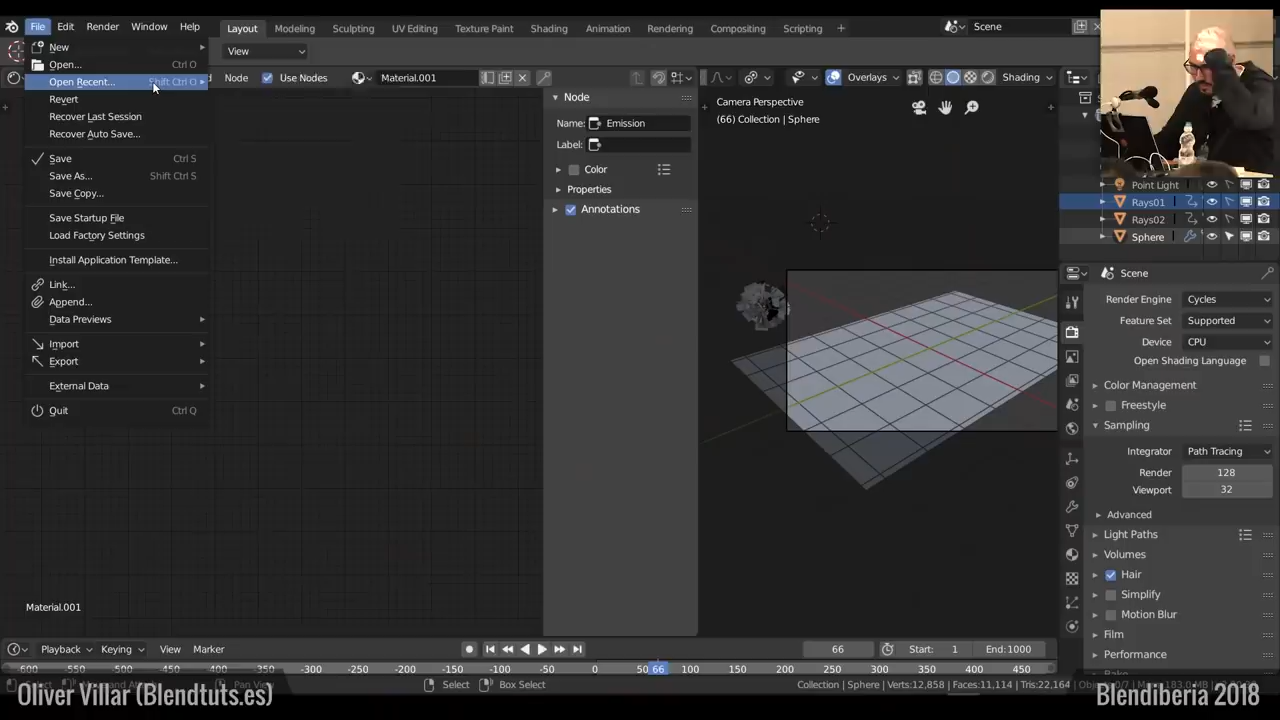 File Edit Render Window Help
Layout Modeling Sculpting UV Editing Texture Paint Shading Animation Rendering Compositing Scripting +
Scene
New
View
Open... Ctrl O
Open Recent... Shift Ctrl O
Node Use Nodes Material.001
Overlays Shading
Revert
Recover Last Session
Recover Auto Save...
Save Ctrl S
Save As... Shift Ctrl S
Save Copy...
Save Startup File
Load Factory Settings
Install Application Template...
Link...
Append...
Data Previews
Import
Export
External Data
Quit Ctrl Q
Material.001
Node
Name: Emission
Label:
Color
Properties
Annotations
Camera Perspective
(66) Collection | Sphere
Point Light
Rays01
Rays02
Sphere
Scene
Render Engine Cycles
Feature Set Supported
Device CPU
Open Shading Language
Color Management
Freestyle
Sampling
Integrator Path Tracing
Render 128
Viewport 32
Advanced
Light Paths
Volumes
Hair
Simplify
Motion Blur
Film
Performance
Playback Keying View Marker
66 Start: 1 End: 1000
-600 -500 -450 -400 -350 -300 -250 -200 -150 -100 -50 0 50 66 100 150 200 250 300 350 400 450
Select Box Select
Collection | Sphere | Verts:12,858 | Faces:11,114 | Tris:22,164
Oliver Villar (Blendtuts.es)
Blendiberia 2018